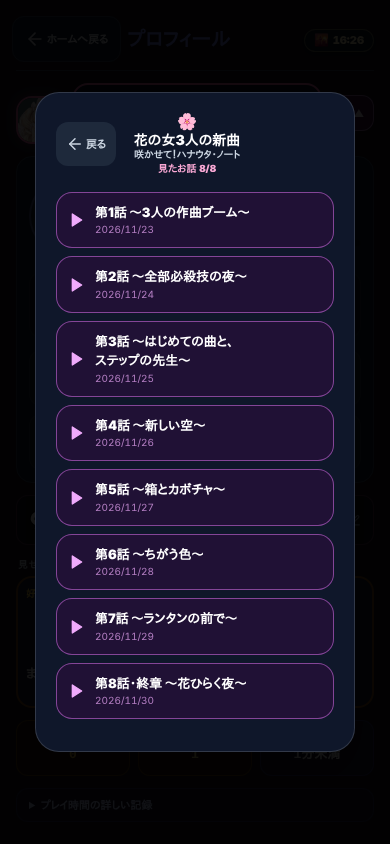 ホームへ戻る
プロフィール
16:26
🌸
戻る
花の女3人の新曲
咲かせて!ハナウタ・ノート
見たお話 8/8
第1話 〜3人の作曲ブーム〜
2026/11/23
第2話 〜全部必殺技の夜〜
2026/11/24
第3話 〜はじめての曲と、
ステップの先生〜
2026/11/25
第4話 〜新しい空〜
2026/11/26
第5話 〜箱とカボチャ〜
2026/11/27
第6話 〜ちがう色〜
2026/11/28
第7話 〜ランタンの前で〜
2026/11/29
第8話・終章 〜花ひらく夜〜
2026/11/30
1分未満
プレイ時間の詳しい記録